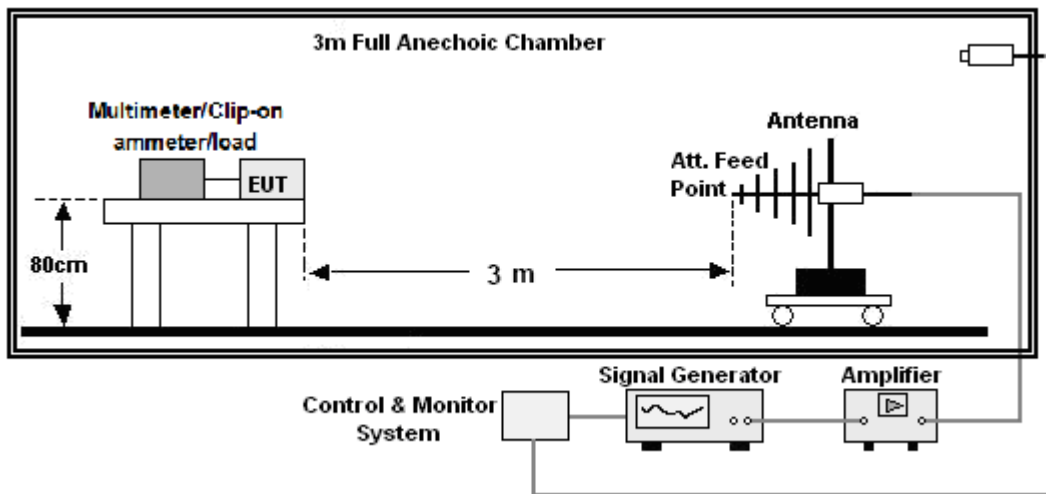 3m Full Anechoic Chamber
Multimeter/Clip-on
ammeter/load
EUT
80cm
3 m
Antenna
Att. Feed
Point
Signal Generator
Amplifier
Control & Monitor
System